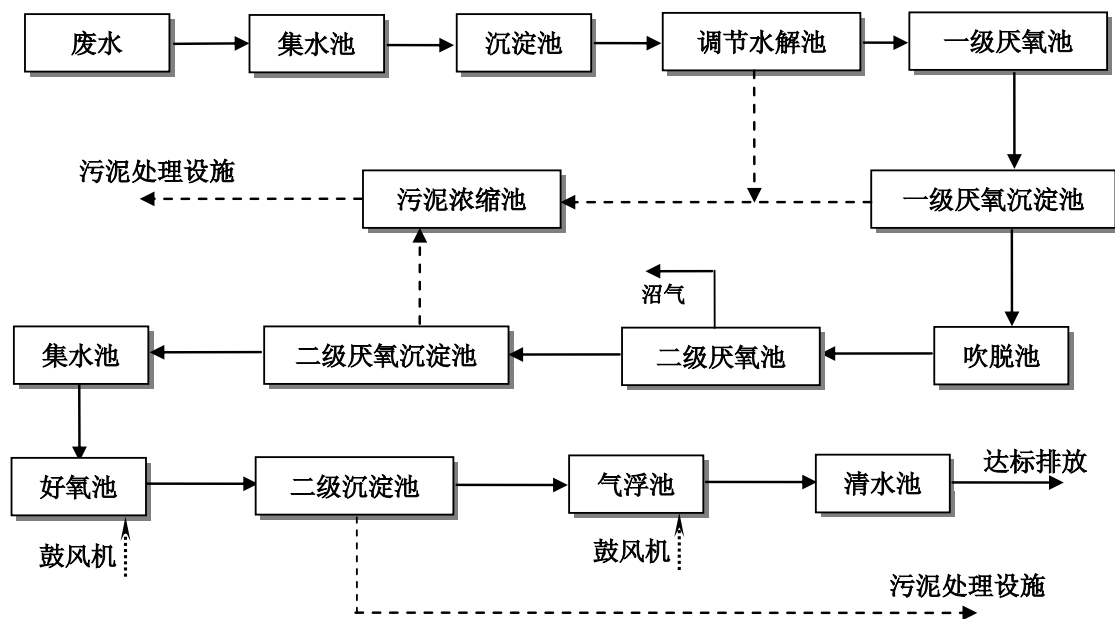 废水
集水池
沉淀池
调节水解池
一级厌氧池
污泥处理设施
污泥浓缩池
一级厌氧沉淀池
沼气
集水池
二级厌氧沉淀池
二级厌氧池
吹脱池
好氧池
二级沉淀池
气浮池
清水池
达标排放
鼓风机
鼓风机
污泥处理设施